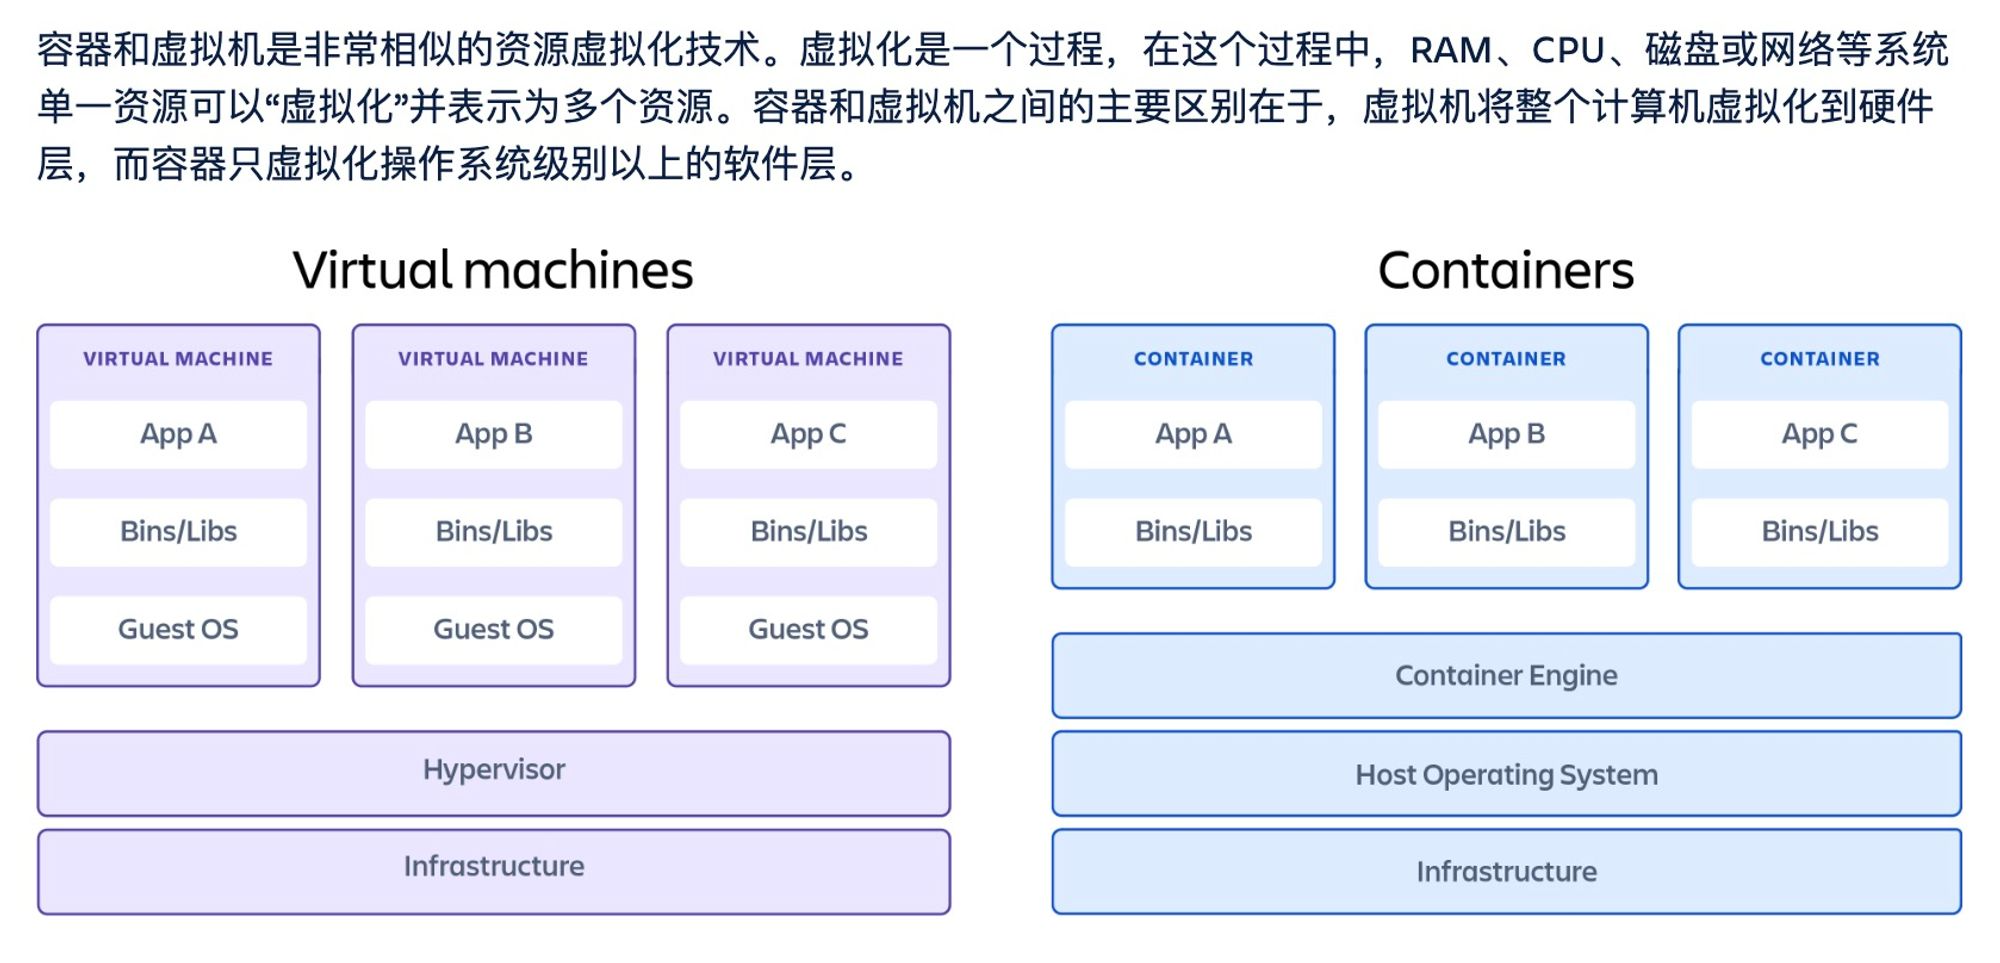 容器和虚拟机是非常相似的资源虚拟化技术。虚拟化是一个过程，在这个过程中，RAM、CPU、磁盘或网络等系统
单一资源可以“虚拟化”并表示为多个资源。容器和虚拟机之间的主要区别在于，虚拟机将整个计算机虚拟化到硬件
层，而容器只虚拟化操作系统级别以上的软件层。
Virtual machines
VIRTUAL MACHINE
App A
Bins/Libs
Guest OS
VIRTUAL MACHINE
App B
Bins/Libs
Guest OS
VIRTUAL MACHINE
App C
Bins/Libs
Guest OS
Hypervisor
Infrastructure
Containers
CONTAINER
App A
Bins/Libs
CONTAINER
App B
Bins/Libs
CONTAINER
App C
Bins/Libs
Container Engine
Host Operating System
Infrastructure